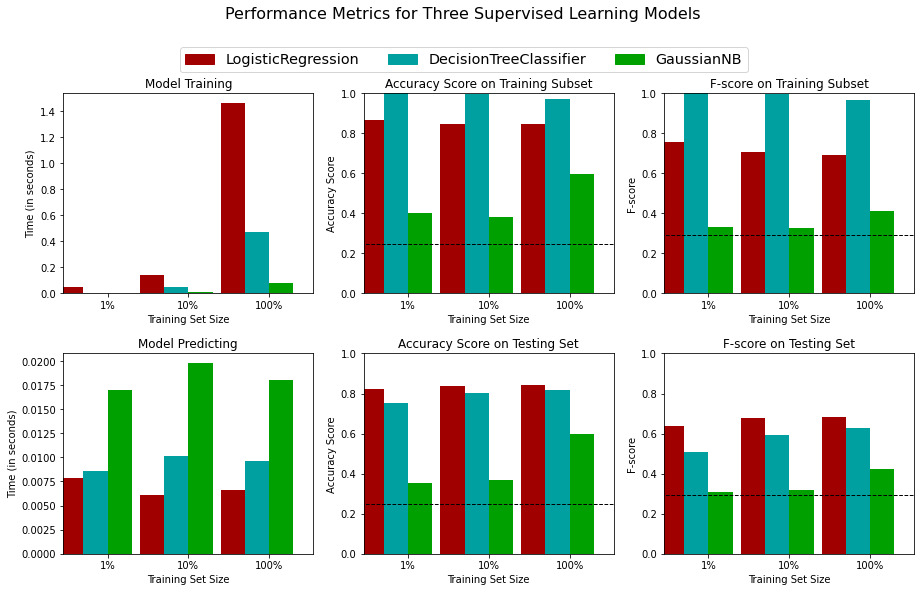 Performance Metrics for Three Supervised Learning Models
LogisticRegression DecisionTreeClassifier GaussianNB
Model Training
Time (in seconds)
1.4
1.2
1.0
0.8
0.6
0.4
0.2
0.0
1% 10% 100%
Training Set Size
Accuracy Score on Training Subset
Accuracy Score
1.0
0.8
0.6
0.4
0.2
0.0
1% 10% 100%
Training Set Size
F-score on Training Subset
F-score
1.0
0.8
0.6
0.4
0.2
0.0
1% 10% 100%
Training Set Size
Model Predicting
Time (in seconds)
0.0200
0.0175
0.0150
0.0125
0.0100
0.0075
0.0050
0.0025
0.0000
1% 10% 100%
Training Set Size
Accuracy Score on Testing Set
Accuracy Score
1.0
0.8
0.6
0.4
0.2
0.0
1% 10% 100%
Training Set Size
F-score on Testing Set
F-score
1.0
0.8
0.6
0.4
0.2
0.0
1% 10% 100%
Training Set Size